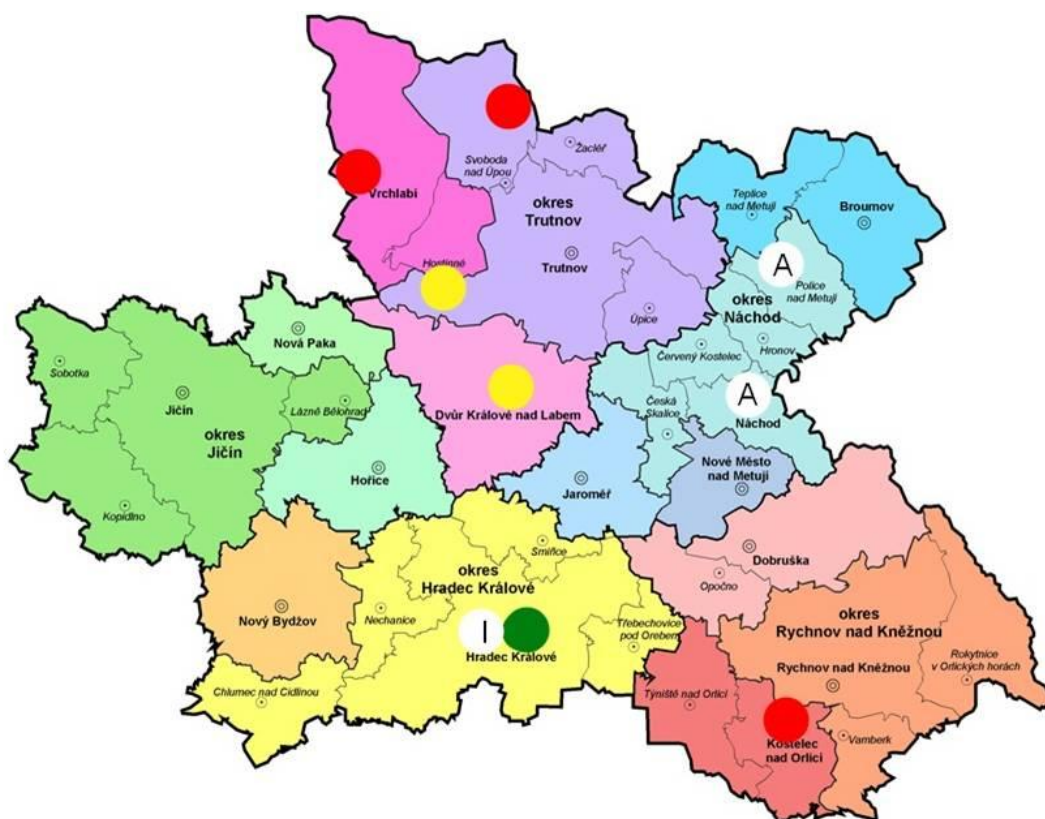 Svoboda
nad Úpou
Žacléř
Vrchlabí
okres
Trutnov
Teplice
nad Metují
Broumov
Hostinné
Trutnov
A
Police
nad Metují
okres
Náchod
Úpice
Nová Paka
Červený Kostelec
Hronov
Sobotka
Jičín
Lázně Bělohrad
Dvůr Králové nad Labem
Česká
Skalice
A
Náchod
okres
Jičín
Hořice
Jaroměř
Nové Město
nad Metují
Kopidlno
Smiřice
Dobruška
okres
Hradec Králové
Opočno
Nový Bydžov
Nechanice
I
Hradec Králové
Třebechovice
pod Oreben
okres
Rychnov nad Kněžnou
Rychnov nad Kněžnou
Rokytnice
v Orlických horách
Chlumec nad Cidlinou
Týniště nad Orlicí
Kostelec
nad Orlicí
Vamberk